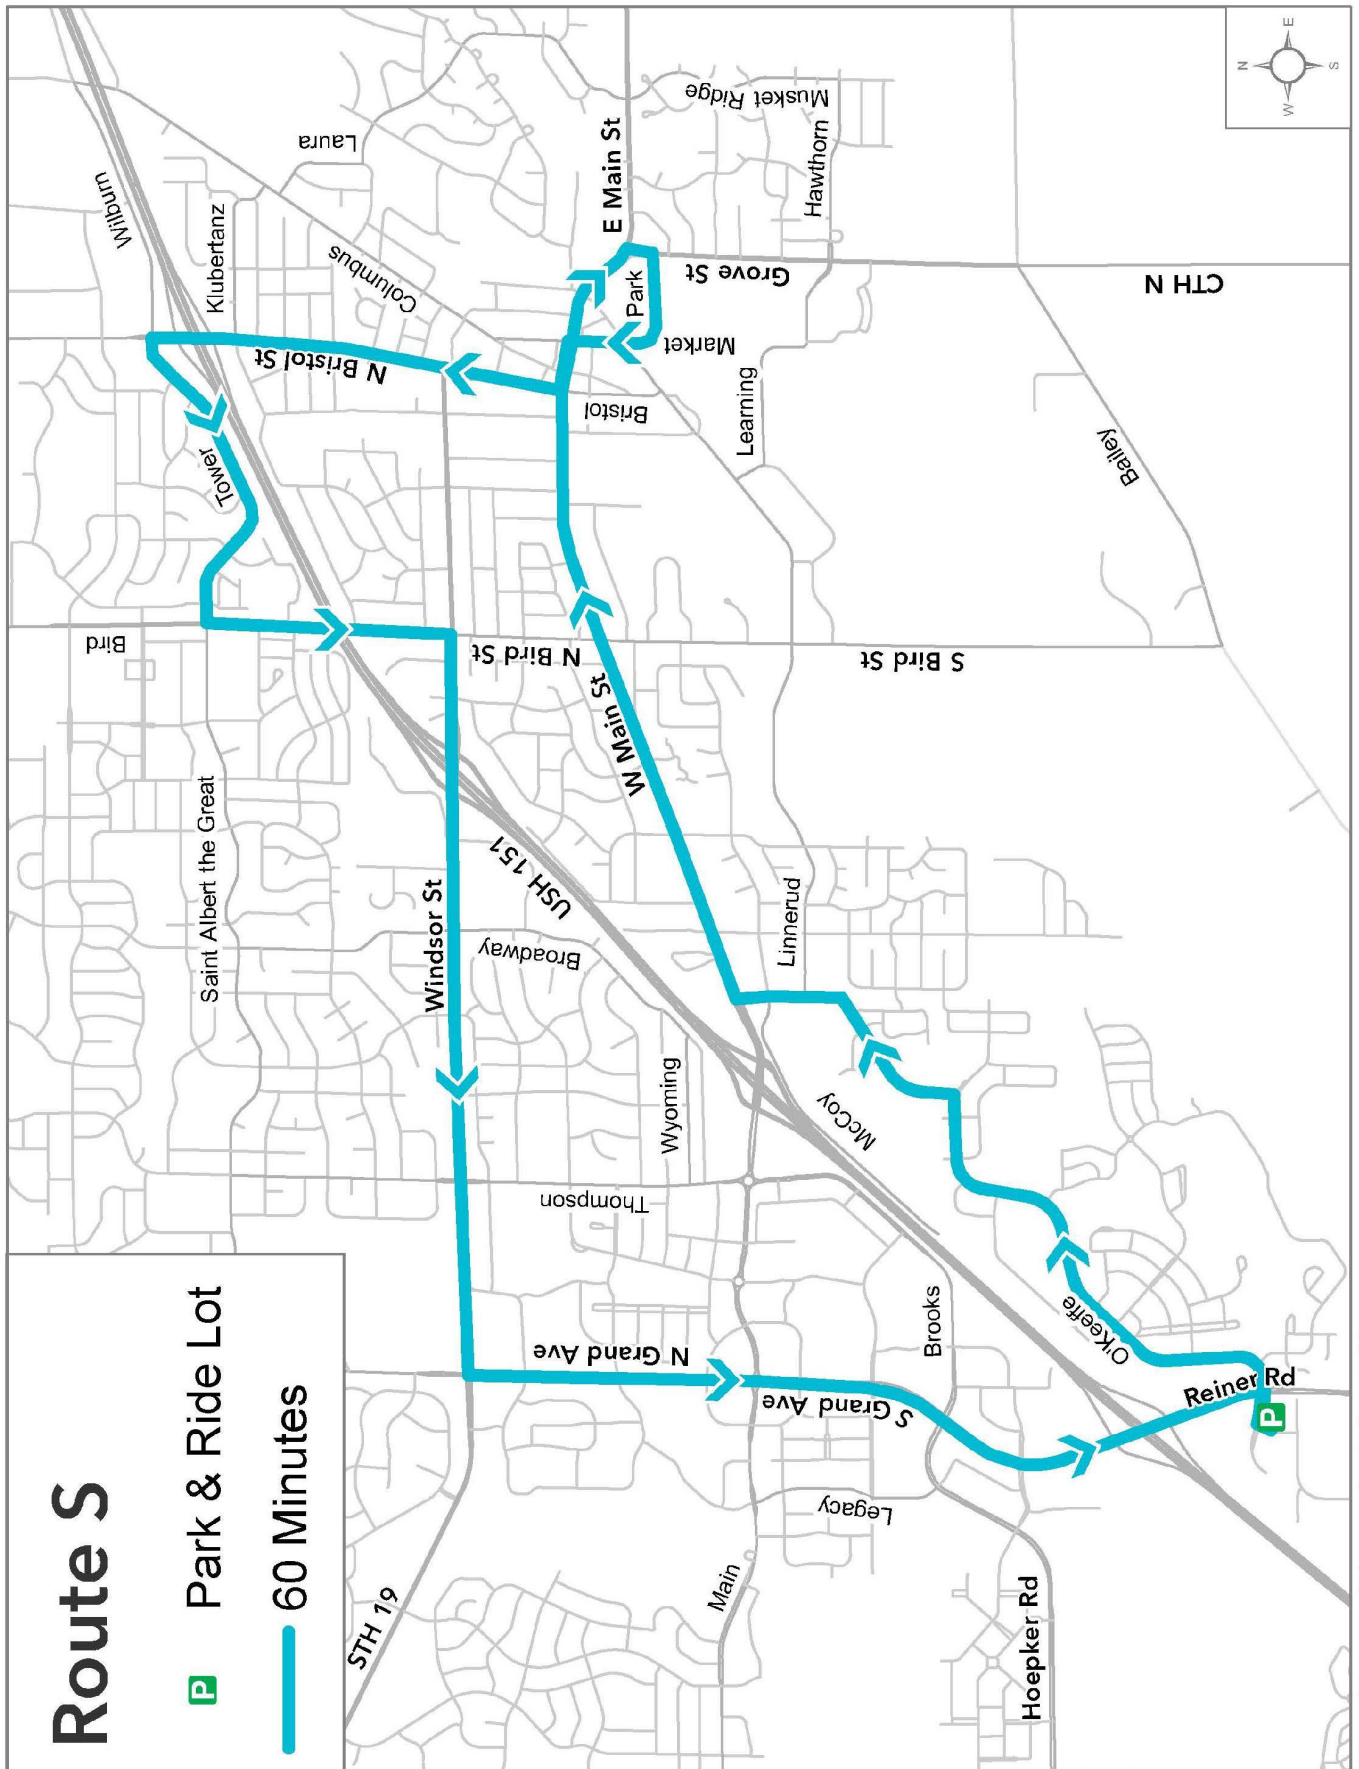 Route S
P
Park & Ride Lot
60 Minutes
N
E
S
W
Wilburn
Laura
Klubertanz
Columbus
Musket Ridge
Hawthorn
E Main St
Park
Grove St
CTH N
Market
N Bristol St
Bristol
Learning
Bailey
Tower
Bird
N Bird St
S Bird St
W Main St
Saint Albert the Great
USH 151
Windsor St
Broadway
Linnerud
Wyoming
McCoy
Thompson
Brooks
O'Keeffe
N Grand Ave
S Grand Ave
Reiner Rd
P
Legacy
Main
STH 19
Hoepker Rd